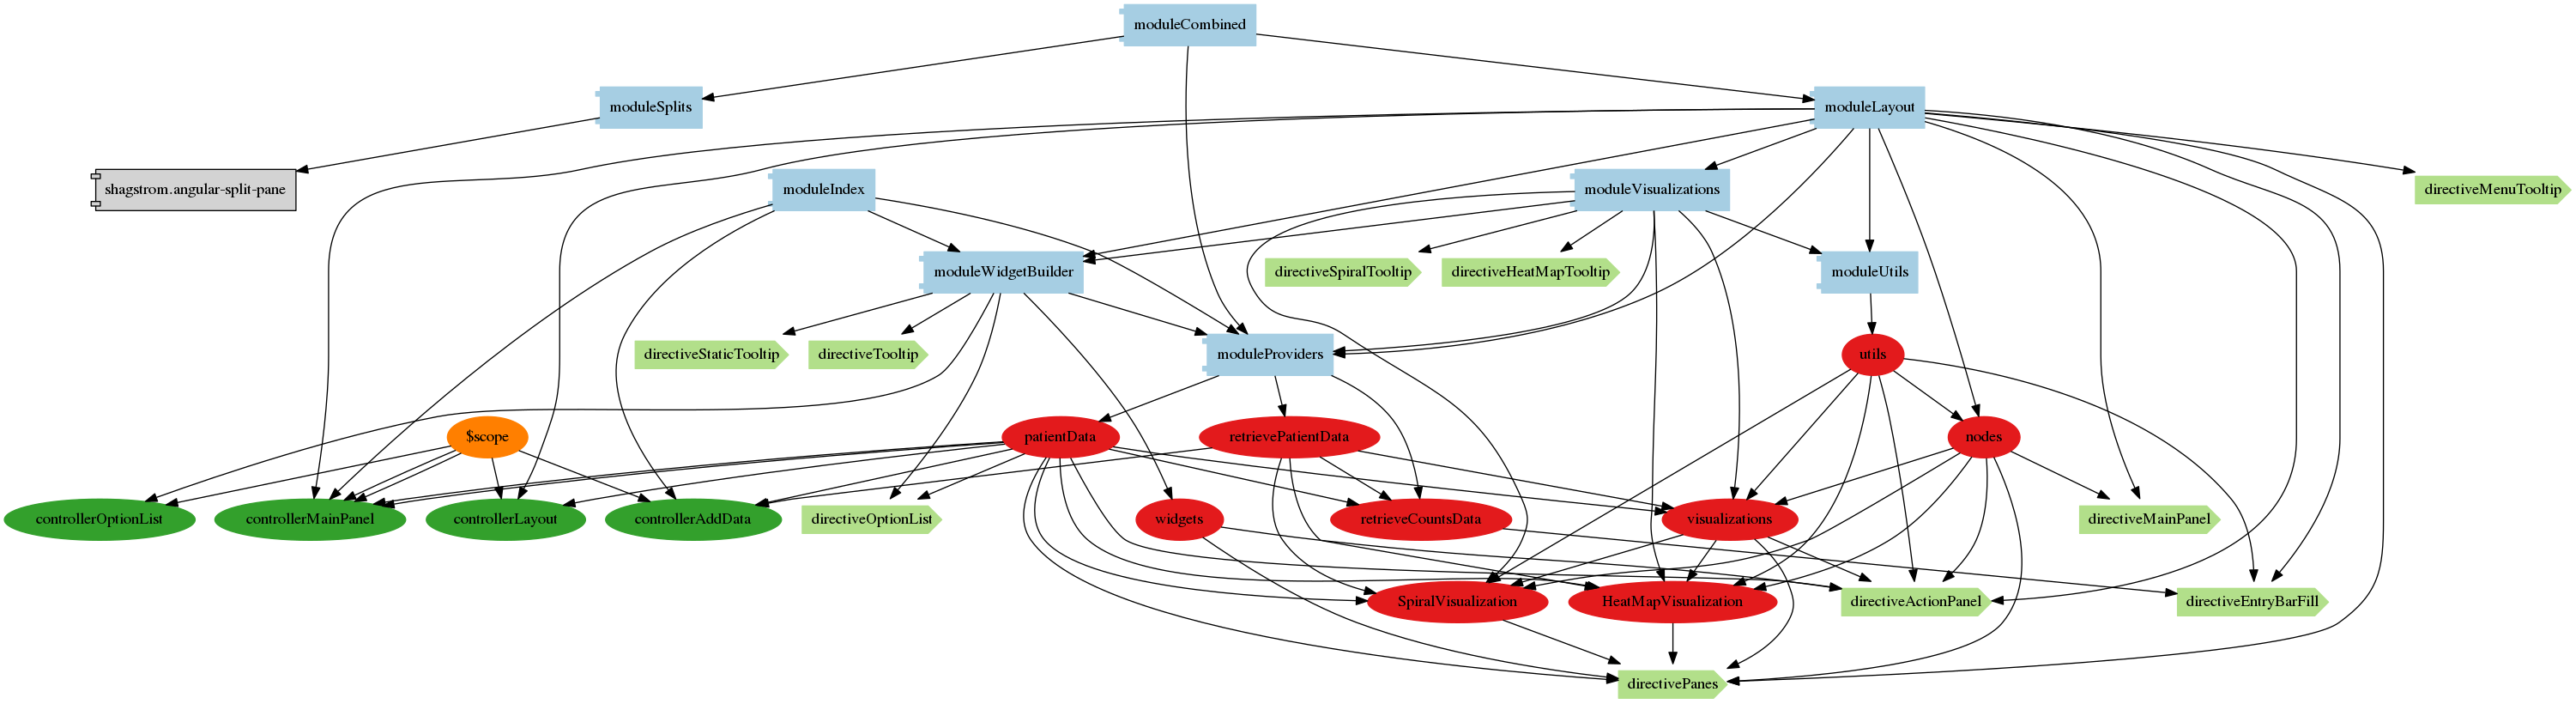 moduleCombined
moduleSplits
moduleLayout
shagstrom.angular-split-pane
moduleIndex
moduleVisualizations
directiveMenuTooltip
moduleWidgetBuilder
directiveSpiralTooltip
directiveHeatMapTooltip
moduleUtils
directiveStaticTooltip
directiveTooltip
moduleProviders
utils
$scope
patientData
retrievePatientData
nodes
controllerOptionList
controllerMainPanel
controllerLayout
controllerAddData
directiveOptionList
widgets
retrieveCountsData
visualizations
directiveMainPanel
SpiralVisualization
HeatMapVisualization
directiveActionPanel
directiveEntryBarFill
directivePanes